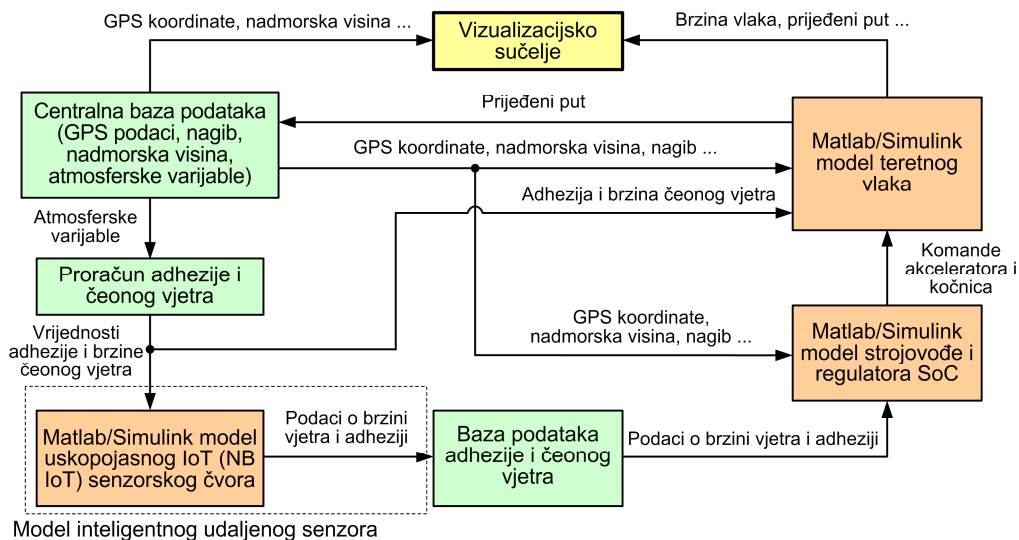 GPS koordinate, nadmorska visina ...
Vizualizacijsko
sučelje
Brzina vlaka, prijeđeni put ...
Centralna baza podataka
(GPS podaci, nagib,
nadmorska visina,
atmosferske varijable)
Prijeđeni put
GPS koordinate, nadmorska visina, nagib ...
Adhezija i brzina čeonog vjetra
Matlab/Simulink
model teretnog
vlaka
Atmosferske
varijable
Proračun adhezije i
čeonog vjetra
Komande
akceleratora i
kočnica
Vrijednosti
adhezije i brzine
čeonog vjetra
GPS koordinate,
nadmorska visina, nagib ...
Matlab/Simulink
model strojovođe i
regulatora SoC
Matlab/Simulink model
uskopojasnog IoT (NB
IoT) senzorskog čvora
Podaci o brzini
vjetra i adheziji
Baza podataka
adhezije i čeonog
vjetra
Podaci o brzini vjetra i adheziji
Model inteligentnog udaljenog senzora